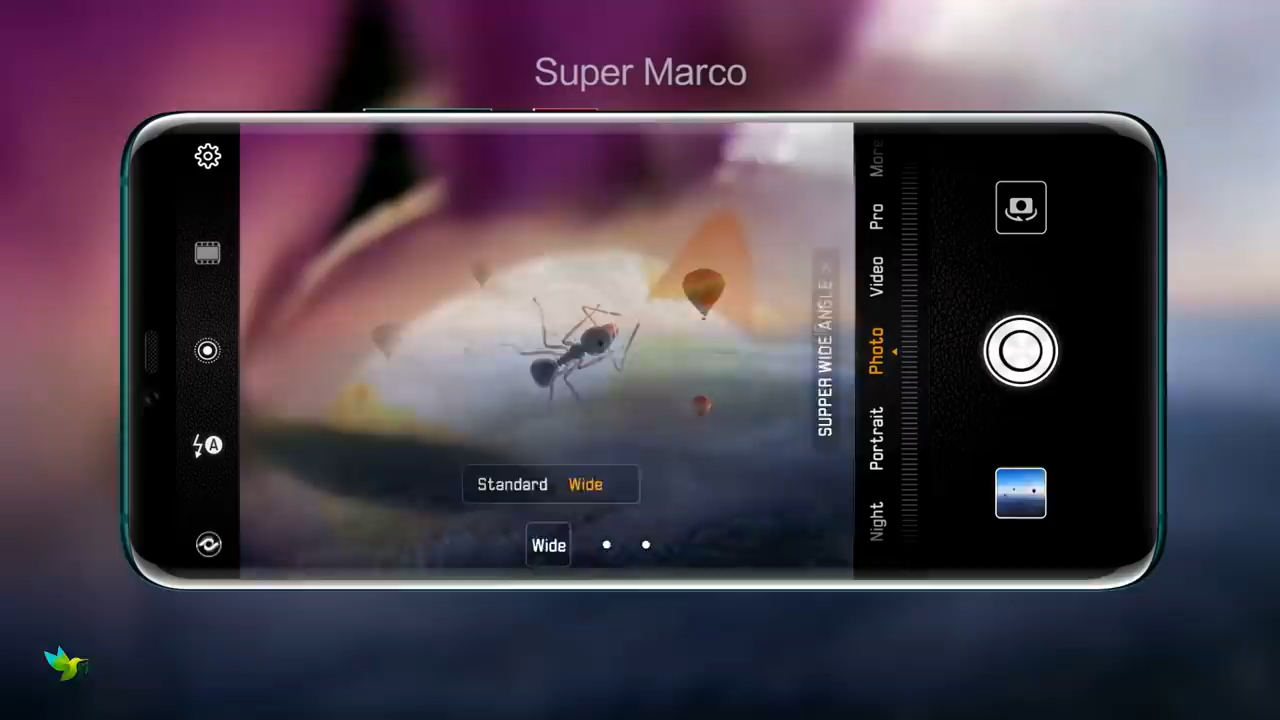 Super Marco
More
Pro
Video
Photo
Portrait
Night
SUPPER WIDE ANGLE >
A
Standard Wide
Wide